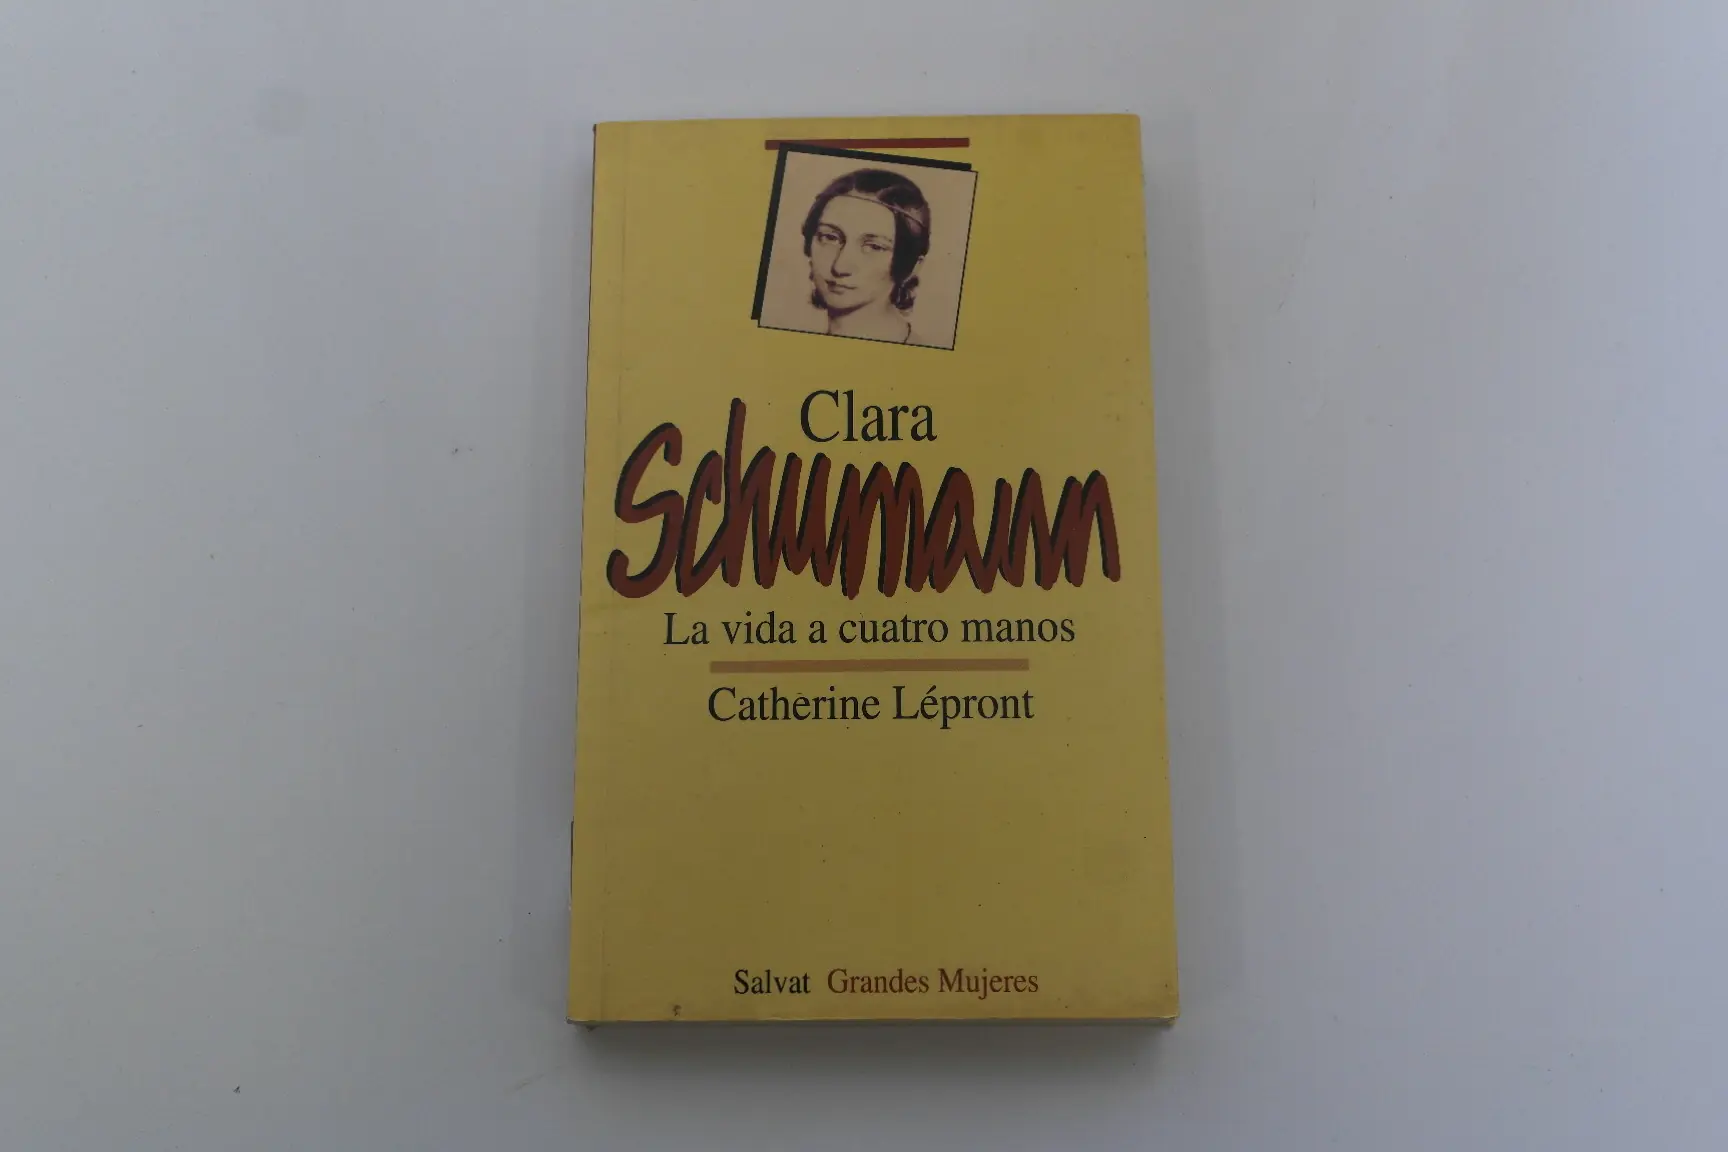 Clara
Schumann
La vida a cuatro manos
Catherine Lépront
Salvat Grandes Mujeres